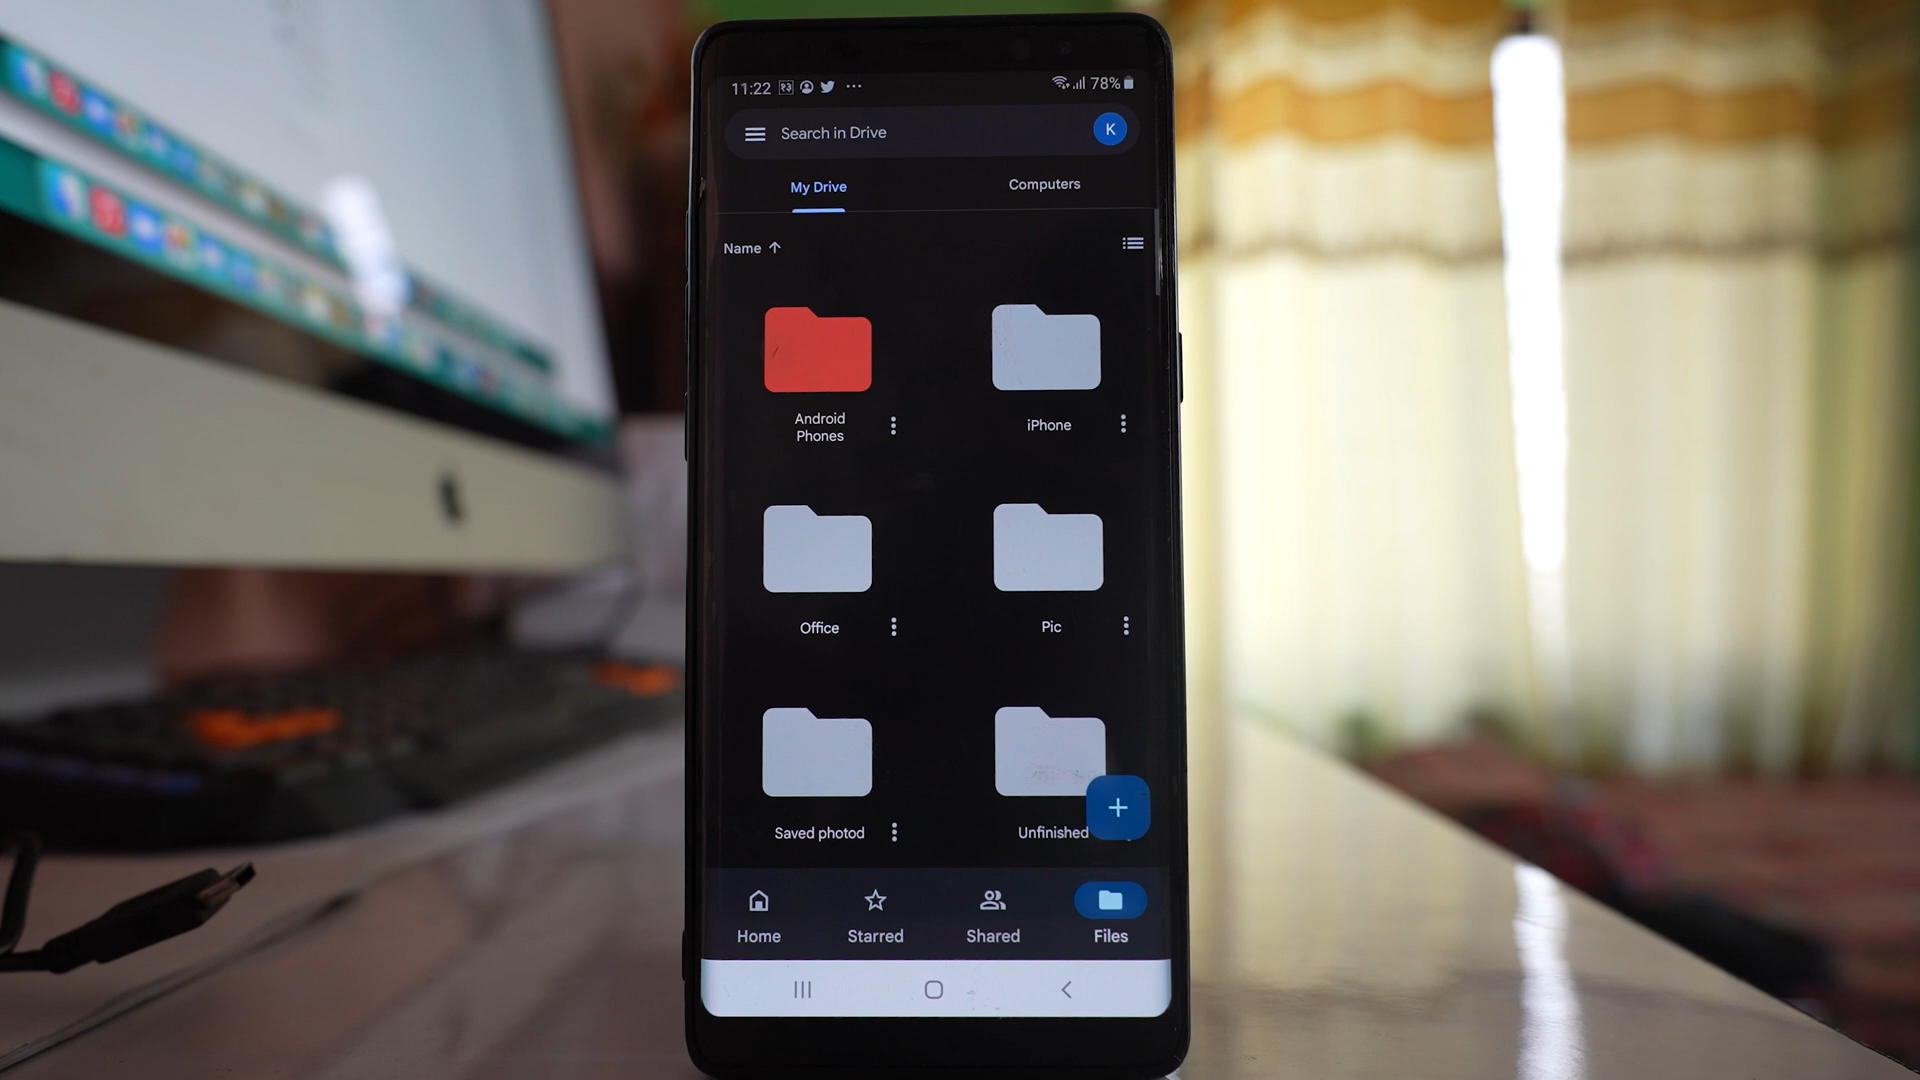 11:22
78%
Search in Drive
K
My Drive
Computers
Name
Android
Phones
iPhone
Office
Pic
Saved photod
Unfinished
Home
Starred
Shared
Files